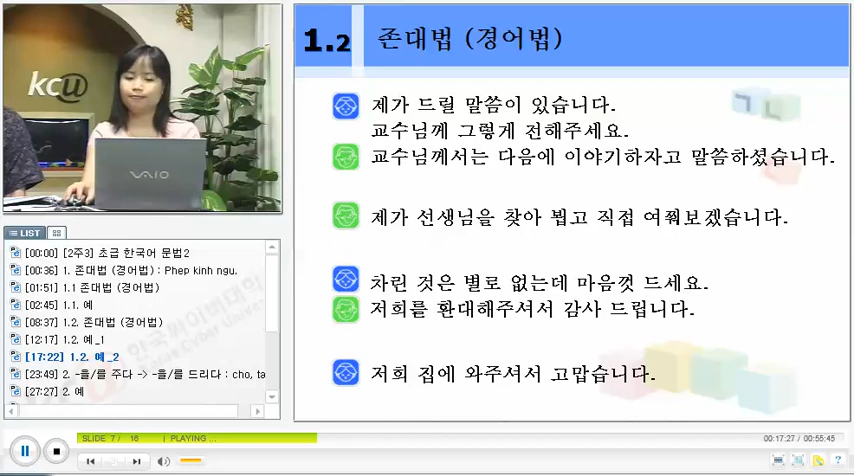 kc@
VAIO
1.2 존대법 (경어법)
제가 드릴 말씀이 있습니다.
교수님께 그렇게 전해주세요.
교수님께서는 다음에 이야기하자고 말씀하셨습니다.
제가 선생님을 찾아 뵙고 직접 여쭤보겠습니다.
차린 것은 별로 없는데 마음껏 드세요.
저희를 환대해주셔서 감사 드립니다.
저희 집에 와주셔서 고맙습니다.
LIST
[00:00] [2주3] 초급 한국어 문법2
[00:36] 1. 존대법 (경어법) : Phep kinh ngu.
[01:51] 1.1 존대법 (경어법)
[02:45] 1.1. 예
[08:37] 1.2. 존대법 (경어법)
[12:17] 1.2. 예_1
[17:22] 1.2. 예_2
[23:49] 2. -을/를 주다 -> -을/를 드리다 : cho, ta
[27:27] 2. 예
SLIDE 7 / 16 | PLAYING ...
00:17:27 / 00:55:45